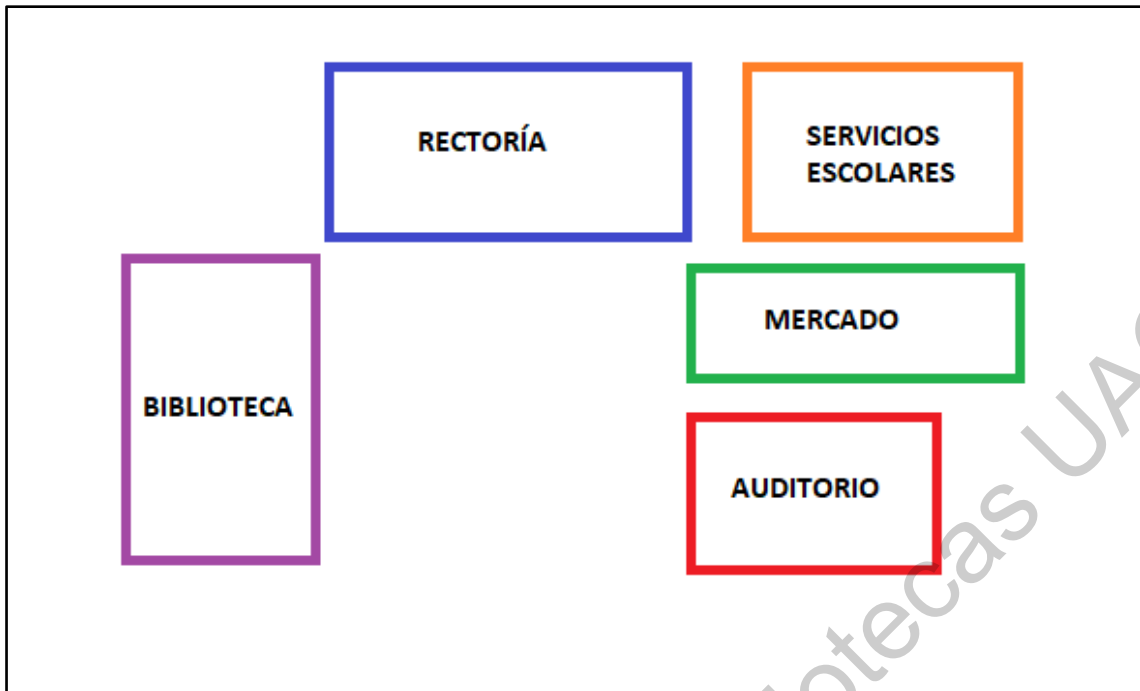 RECTORÍA
SERVICIOS
ESCOLARES
MERCADO
BIBLIOTECA
AUDITORIO